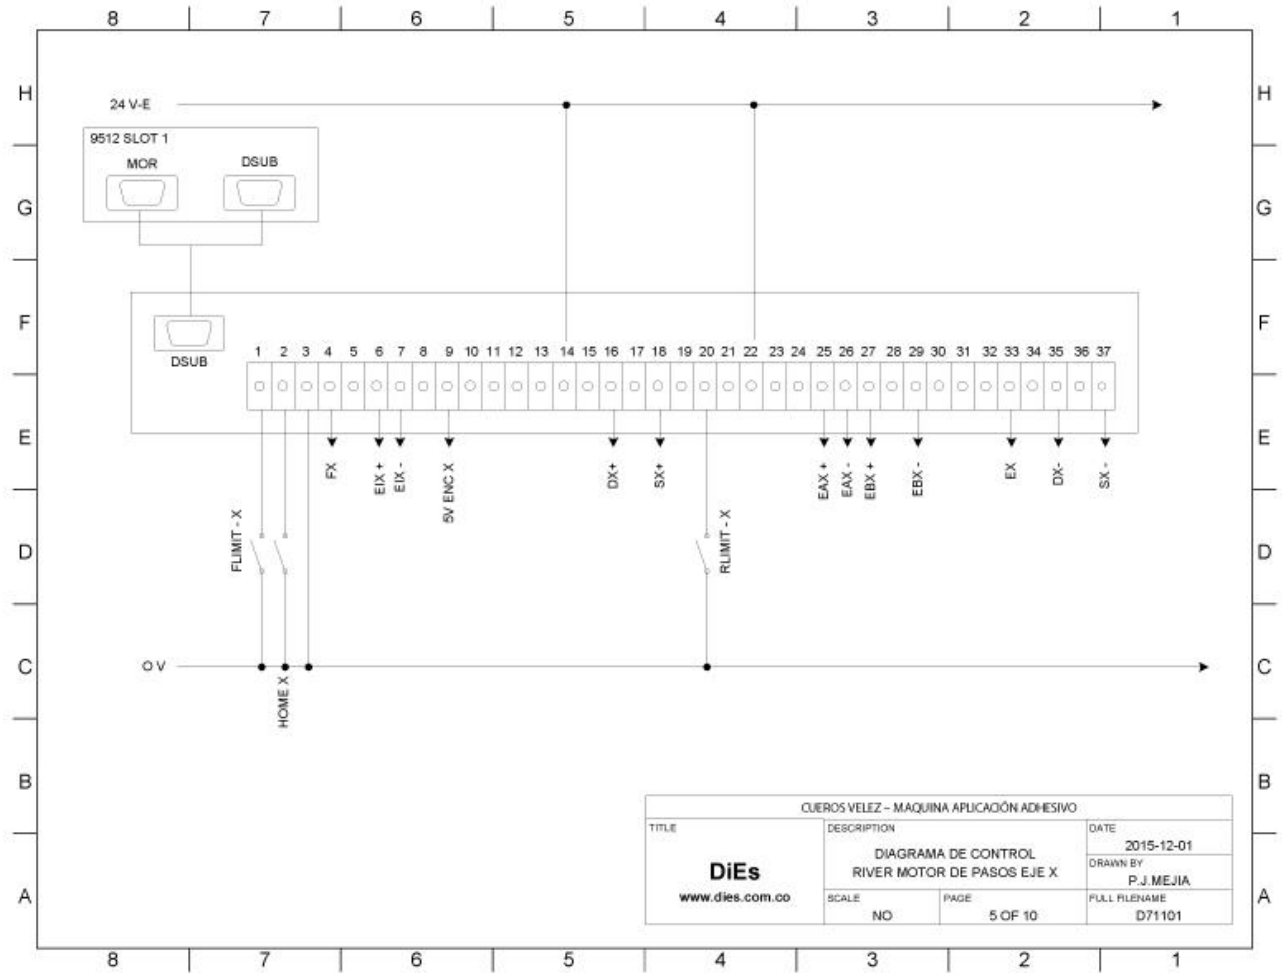 8 7 6 5 4 3 2 1
H H
24 V-E
9512 SLOT 1
MOR DSUB
G G
F F
DSUB
1 2 3 4 5 6 7 8 9 10 11 12 13 14 15 16 17 18 19 20 21 22 23 24 25 26 27 28 29 30 31 32 33 34 35 36 37
E E
FX
EIX +
EIX -
5V ENC X
DX+
SX+
EAX +
EAX -
EBX +
EBX -
EX
DX-
SX -
FLIMIT - X
RLIMIT - X
D D
C C
O V
HOME X
B B
CUEROS VELEZ – MAQUINA APLICACIÓN ADHESIVO
TITLE
DiEs
www.dies.com.co
DESCRIPTION
DIAGRAMA DE CONTROL
RIVER MOTOR DE PASOS EJE X
DATE
2015-12-01
DRAWN BY
P.J.MEJIA
SCALE
NO
PAGE
5 OF 10
FULL FILENAME
D71101
A A
8 7 6 5 4 3 2 1